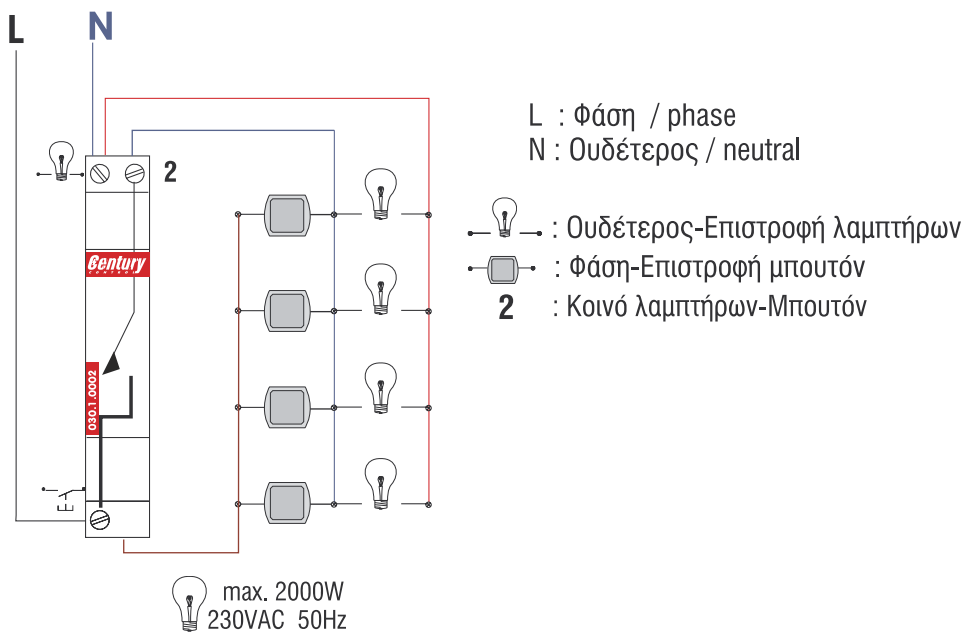 L
N
2
Century
CONTROL
030.1.0002
max. 2000W
230VAC 50Hz
L : Φάση / phase
N : Ουδέτερος / neutral
: Ουδέτερος-Επιστροφή λαμπτήρων
: Φάση-Επιστροφή μπουτόν
2 : Κοινό λαμπτήρων-Μπουτόν